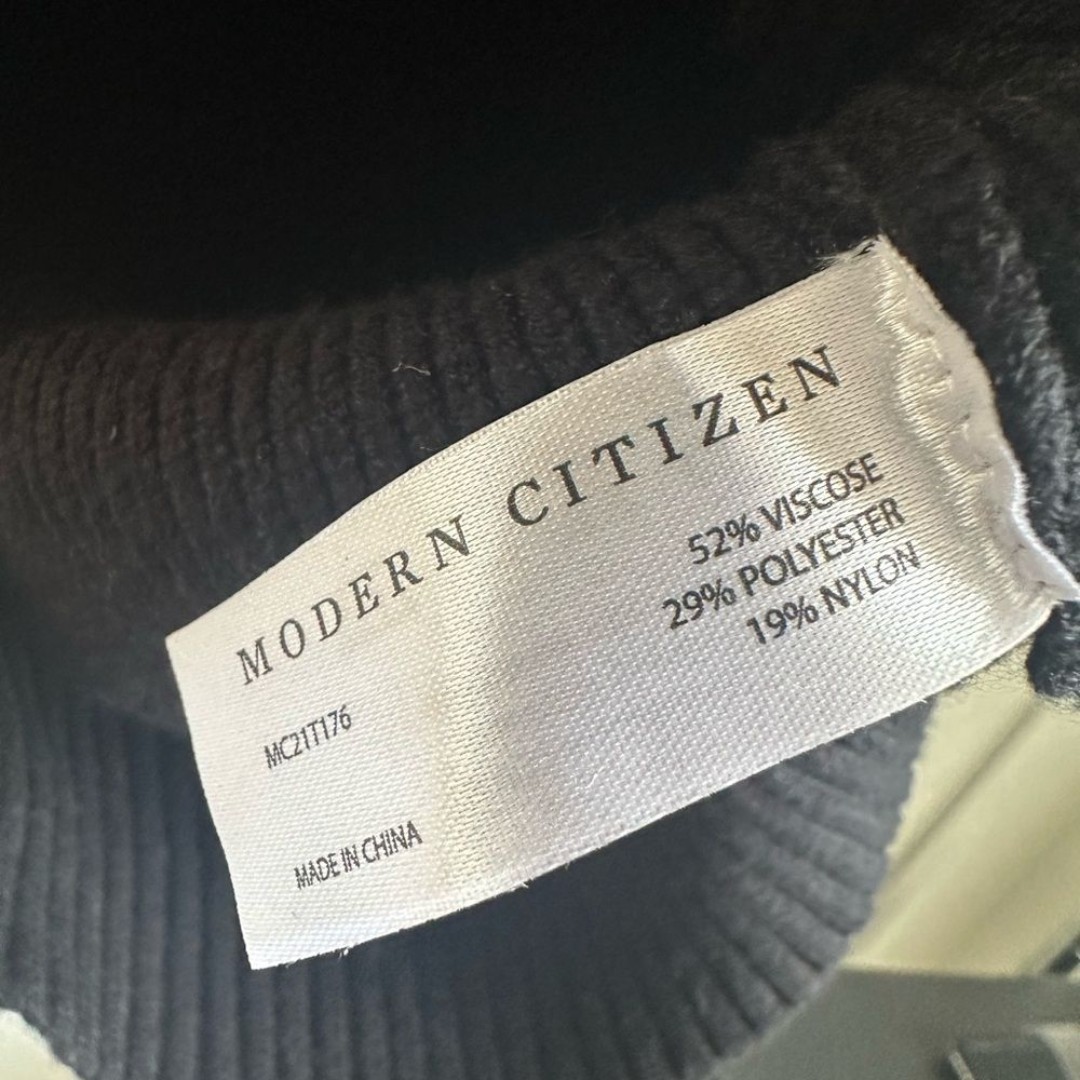 MODERN CITIZEN
52% VISCOSE
29% POLYESTER
19% NYLON
MC21T176
MADE IN CHINA